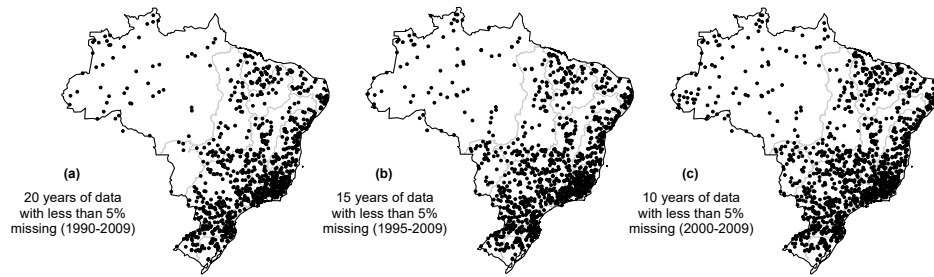 (a)
20 years of data
with less than 5%
missing (1990-2009)
(b)
15 years of data
with less than 5%
missing (1995-2009)
(c)
10 years of data
with less than 5%
missing (2000-2009)